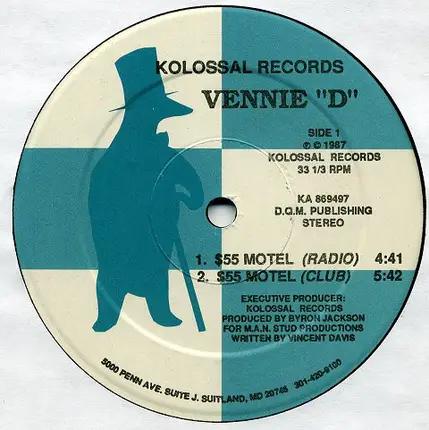 KOLOSSAL RECORDS
VENNIE "D"
SIDE 1
℗ © 1987
KOLOSSAL RECORDS
33 1/3 RPM
KA 869497
D.Q.M. PUBLISHING
STEREO
1. $55 MOTEL (RADIO) 4:41
2. $55 MOTEL (CLUB) 5:42
EXECUTIVE PRODUCER:
KOLOSSAL RECORDS
PRODUCED BY BYRON JACKSON
FOR M.A.N. STUD PRODUCTIONS
WRITTEN BY VINCENT DAVIS
5000 PENN AVE. SUITE J. SUITLAND, MD 20746 301-420-9100